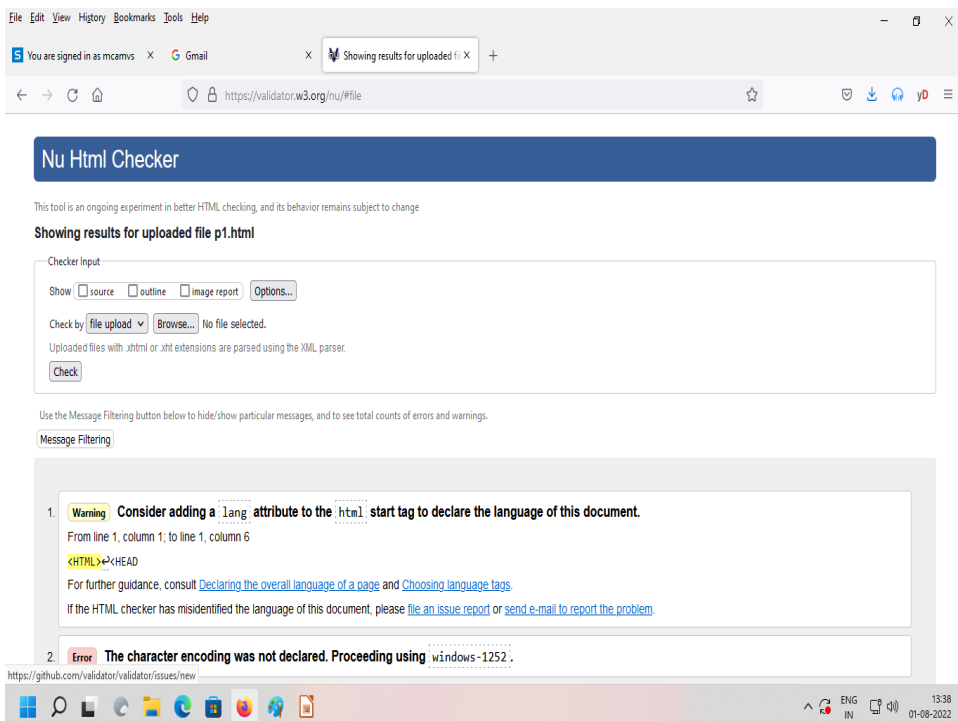 File Edit View History Bookmarks Tools Help
You are signed in as mcamvs
Gmail
Showing results for uploaded fil
https://validator.w3.org/nu/#file
yD
Nu Html Checker
This tool is an ongoing experiment in better HTML checking, and its behavior remains subject to change
Showing results for uploaded file p1.html
Checker Input
Show source outline image report Options...
Check by file upload Browse... No file selected.
Uploaded files with .xhtml or .xht extensions are parsed using the XML parser.
Check
Use the Message Filtering button below to hide/show particular messages, and to see total counts of errors and warnings.
Message Filtering
1. Warning Consider adding a lang attribute to the html start tag to declare the language of this document.
From line 1, column 1; to line 1, column 6
<HTML>↩<HEAD
For further guidance, consult Declaring the overall language of a page and Choosing language tags.
If the HTML checker has misidentified the language of this document, please file an issue report or send e-mail to report the problem.
2. Error The character encoding was not declared. Proceeding using windows-1252.
https://github.com/validator/validator/issues/new
ENG
IN
13:38
01-08-2022